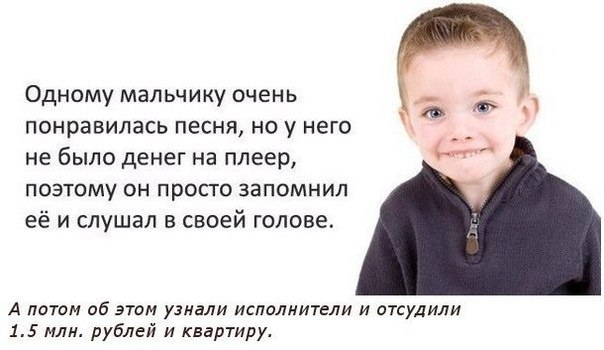 Одному мальчику очень
понравилась песня, но у него
не было денег на плеер,
поэтому он просто запомнил
её и слушал в своей голове.
А потом об этом узнали исполнители и отсудили
1.5 млн. рублей и квартиру.